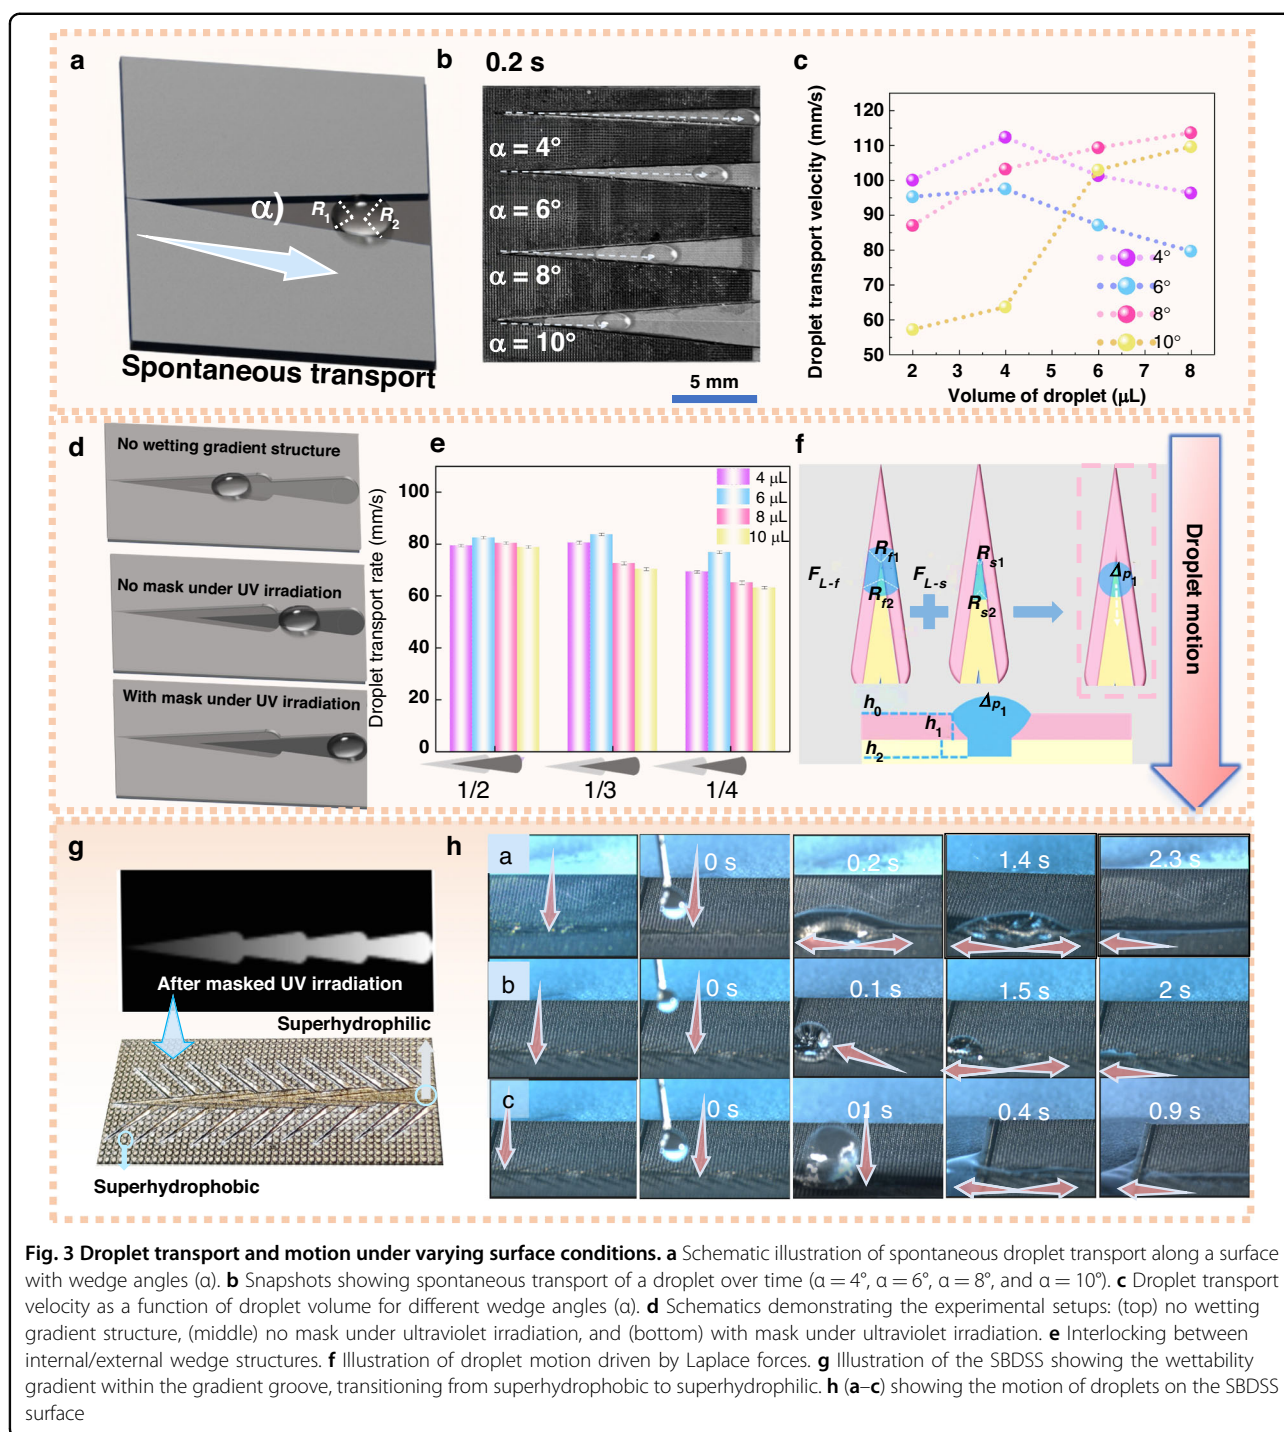 a
α)
R1
R2
Spontaneous transport
b
0.2 s
α = 4°
α = 6°
α = 8°
α = 10°
5 mm
c
Droplet transport velocity (mm/s)
120
110
100
90
80
70
60
50
2 3 4 5 6 7 8
Volume of droplet (μL)
4°
6°
8°
10°
d
No wetting gradient structure
No mask under UV irradiation
With mask under UV irradiation
e
Droplet transport rate (mm/s)
100
80
60
40
20
0
4 μL
6 μL
8 μL
10 μL
1/2 1/3 1/4
f
FL-f
Rf1
Rf2
FL-s
Rs1
Rs2
Δp1
h0
h1
h2
Δp1
Droplet motion
g
After masked UV irradiation
Superhydrophilic
Superhydrophobic
h
a
0 s
0.2 s
1.4 s
2.3 s
b
0 s
0.1 s
1.5 s
2 s
c
0 s
01 s
0.4 s
0.9 s
Fig. 3 Droplet transport and motion under varying surface conditions. a Schematic illustration of spontaneous droplet transport along a surface
with wedge angles (α). b Snapshots showing spontaneous transport of a droplet over time (α = 4°, α = 6°, α = 8°, and α = 10°). c Droplet transport
velocity as a function of droplet volume for different wedge angles (α). d Schematics demonstrating the experimental setups: (top) no wetting
gradient structure, (middle) no mask under ultraviolet irradiation, and (bottom) with mask under ultraviolet irradiation. e Interlocking between
internal/external wedge structures. f Illustration of droplet motion driven by Laplace forces. g Illustration of the SBDSS showing the wettability
gradient within the gradient groove, transitioning from superhydrophobic to superhydrophilic. h (a–c) showing the motion of droplets on the SBDSS
surface